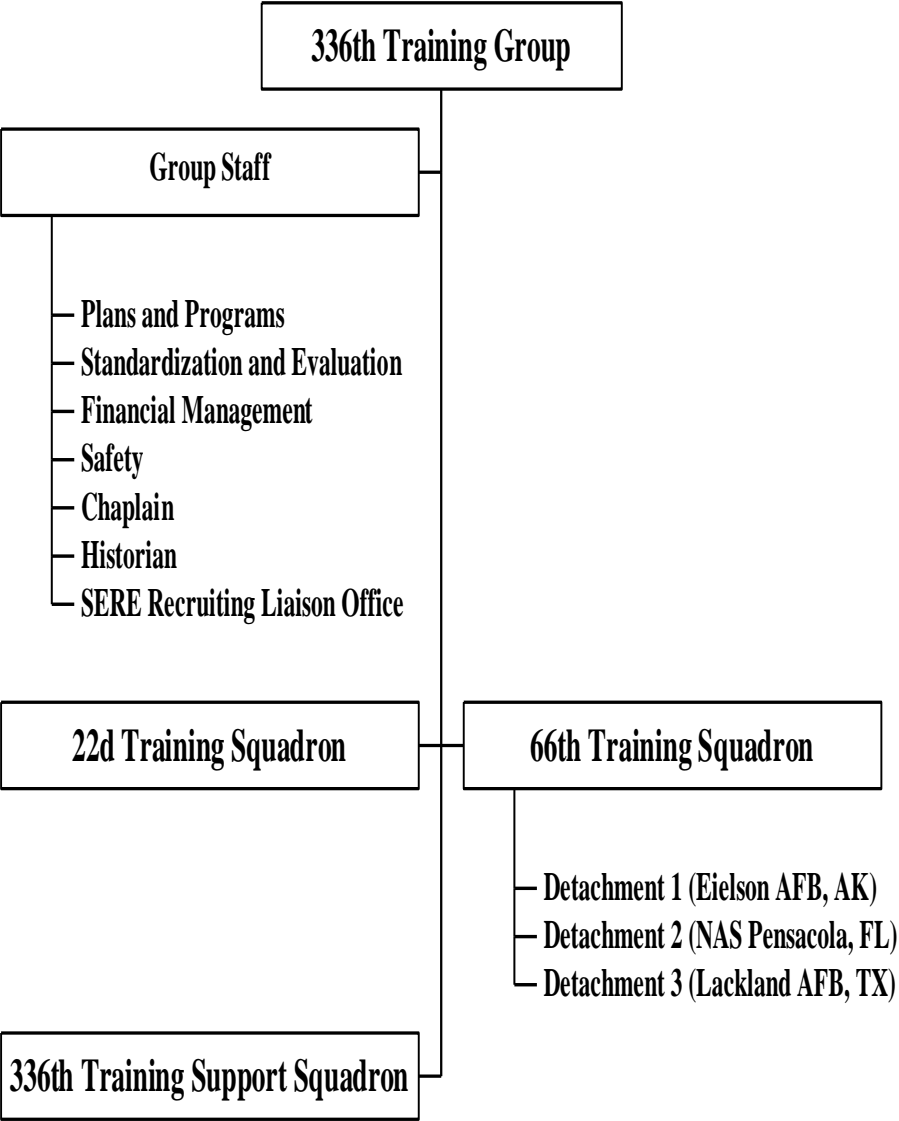 336th Training Group
Group Staff
Plans and Programs
Standardization and Evaluation
Financial Management
Safety
Chaplain
Historian
SERE Recruiting Liaison Office
22d Training Squadron
66th Training Squadron
Detachment 1 (Eielson AFB, AK)
Detachment 2 (NAS Pensacola, FL)
Detachment 3 (Lackland AFB, TX)
336th Training Support Squadron